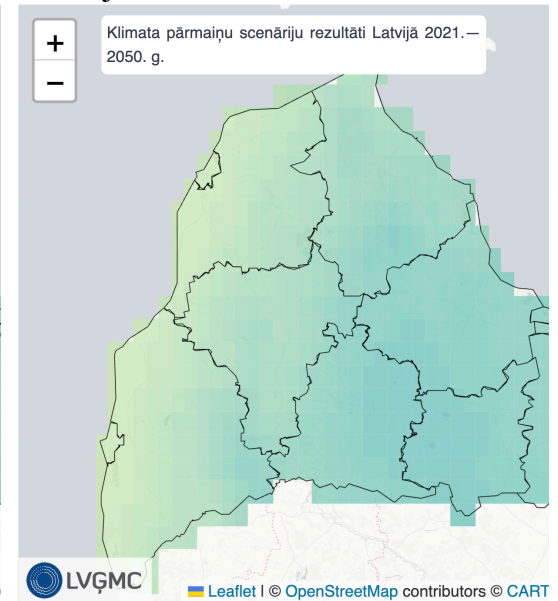 +
−
Klimata pārmaiņu scenāriju rezultāti Latvijā 2021.—
2050. g.
LVĢMC
Leaflet | © OpenStreetMap contributors © CART